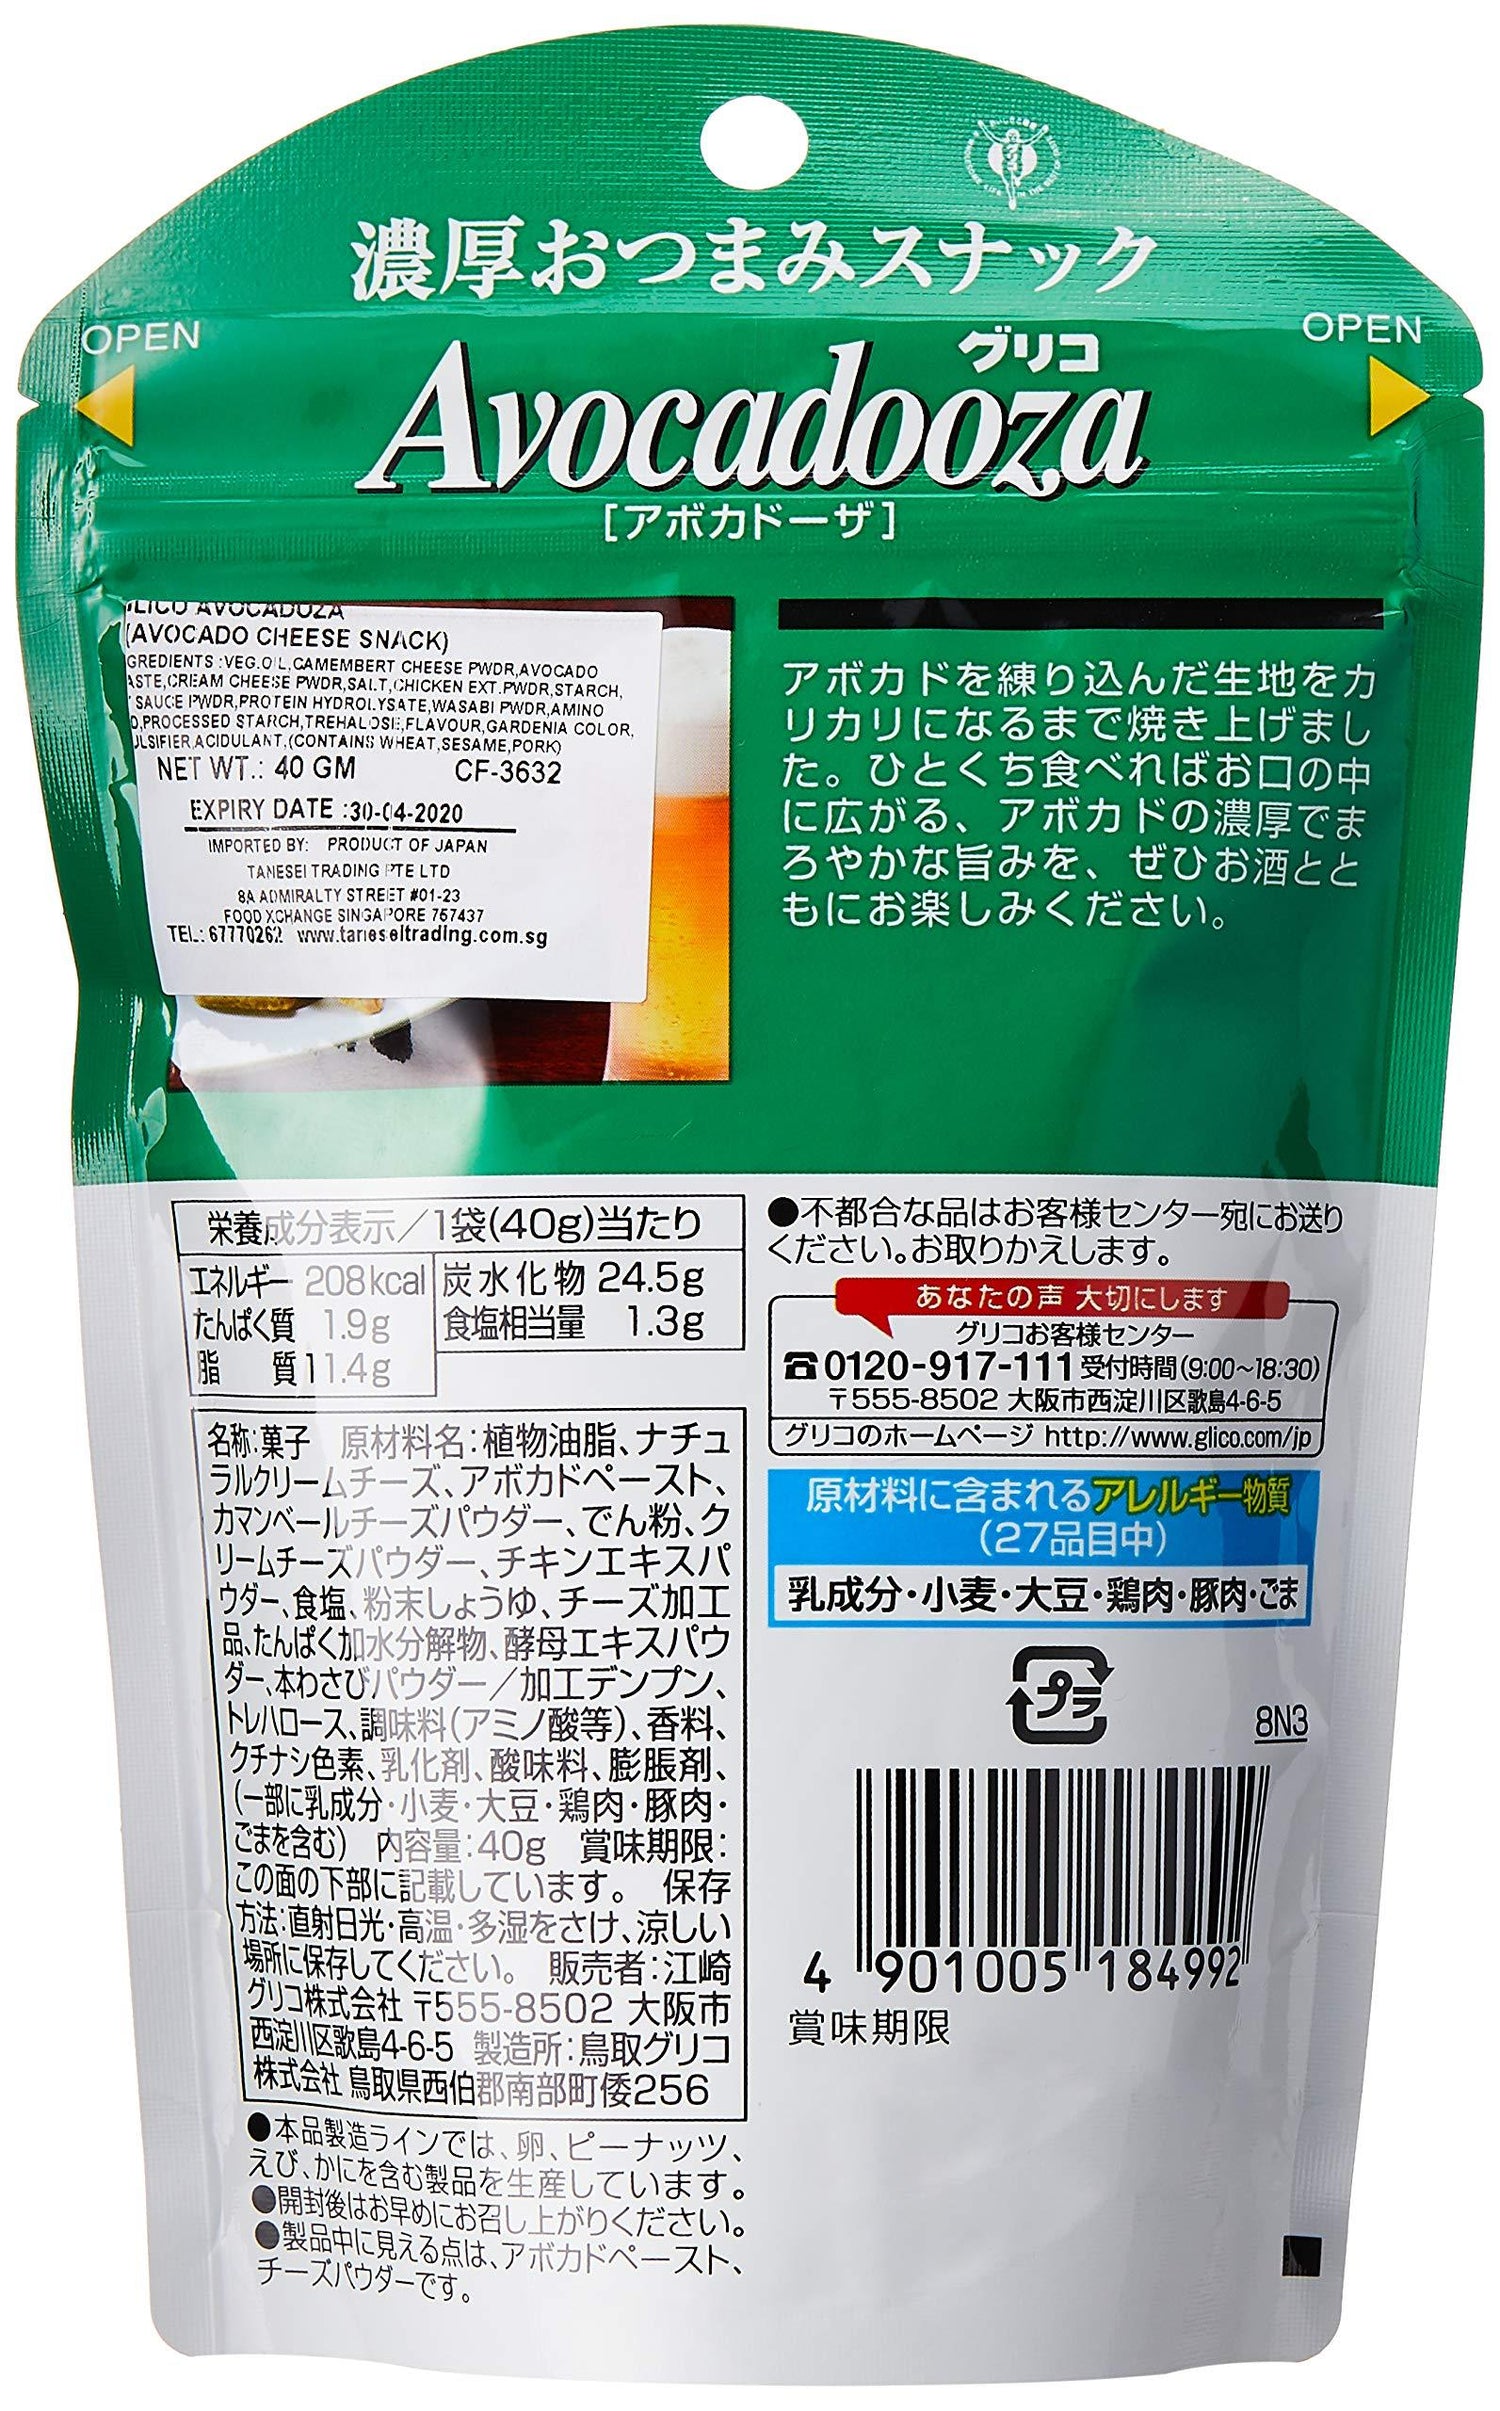 濃厚おつまみスナック
OPEN
OPEN
グリコ
Avocadooza
[アボカドーザ]
AVOCADOZA
(AVOCADO CHEESE SNACK)
GREDIENTS :VEG.OIL,CAMEMBERT CHEESE PWDR,AVOCADO
ASTE,CREAM CHEESE PWDR,SALT,CHICKEN EXT.PWDR,STARCH,
SAUCE PWDR,PROTEIN HYDROLYSATE,WASABI PWDR,AMINO
D,PROCESSED STARCH,TREHALOSE,FLAVOUR,GARDENIA COLOR,
ULSIFIER,ACIDULANT,(CONTAINS WHEAT,SESAME,PORK)
NET WT.: 40 GM CF-3632
EXPIRY DATE :30-04-2020
IMPORTED BY: PRODUCT OF JAPAN
TANESEI TRADING PTE LTD
8A ADMIRALTY STREET #01-23
FOOD XCHANGE SINGAPORE 757437
TEL: 67770262 www.taneseitrading.com.sg
アボカドを練り込んだ生地をカ
リカリになるまで焼き上げまし
た。ひとくち食べればお口の中
に広がる、アボカドの濃厚でま
ろやかな旨みを、ぜひお酒とと
もにお楽しみください。
栄養成分表示／1袋(40g)当たり
エネルギー 208kcal 炭水化物 24.5g
たんぱく質 1.9g 食塩相当量 1.3g
脂質 11.4g
名称:菓子 原材料名:植物油脂、ナチュ
ラルクリームチーズ、アボカドペースト、
カマンベールチーズパウダー、でん粉、ク
リームチーズパウダー、チキンエキスパ
ウダー、食塩、粉末しょうゆ、チーズ加工
品、たんぱく加水分解物、酵母エキスパウ
ダー、本わさびパウダー／加工デンプン、
トレハロース、調味料(アミノ酸等)、香料、
クチナシ色素、乳化剤、酸味料、膨脹剤、
(一部に乳成分・小麦・大豆・鶏肉・豚肉・
ごまを含む) 内容量:40g 賞味期限:
この面の下部に記載しています。 保存
方法:直射日光・高温・多湿をさけ、涼しい
場所に保存してください。 販売者:江崎
グリコ株式会社 〒555-8502 大阪市
西淀川区歌島4-6-5 製造所:鳥取グリコ
株式会社 鳥取県西伯郡南部町倭256
●本品製造ラインでは、卵、ピーナッツ、
えび、かにを含む製品を生産しています。
●開封後はお早めにお召し上がりください。
●製品中に見える点は、アボカドペースト、
チーズパウダーです。
●不都合な品はお客様センター宛にお送り
ください。お取りかえします。
あなたの声 大切にします
グリコお客様センター
☎0120-917-111 受付時間(9:00~18:30)
〒555-8502 大阪市西淀川区歌島4-6-5
グリコのホームページ http://www.glico.com/jp
原材料に含まれるアレルギー物質
(27品目中)
乳成分・小麦・大豆・鶏肉・豚肉・ごま
プラ
8N3
4 901005 184992
賞味期限